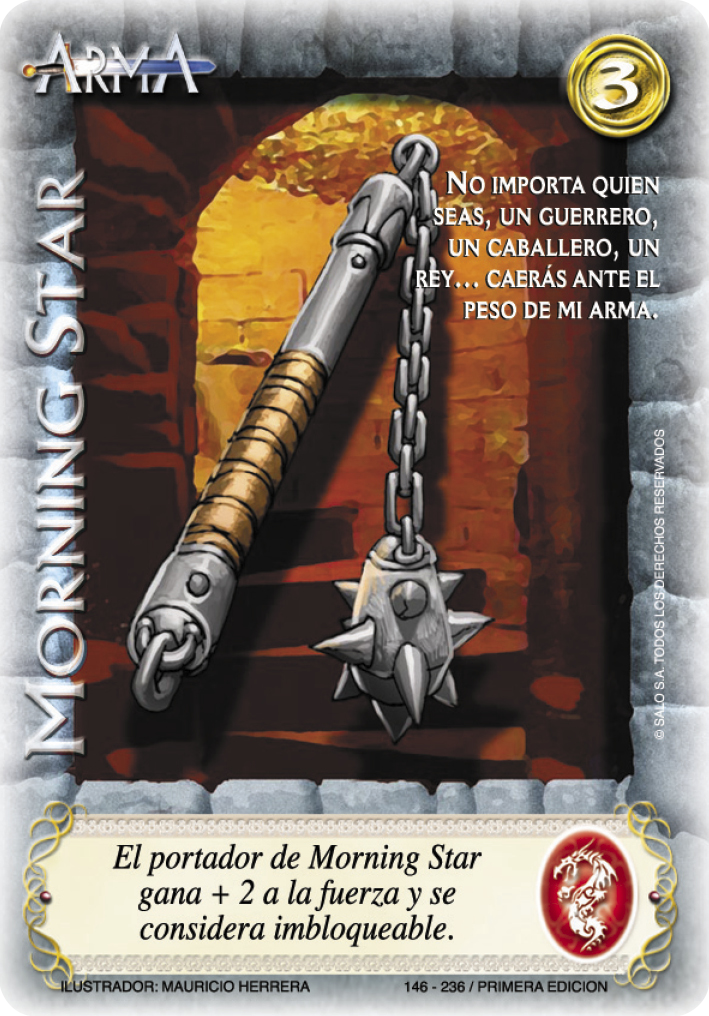 ARMA
3
MORNING STAR
NO IMPORTA QUIEN
SEAS, UN GUERRERO,
UN CABALLERO, UN
REY... CAERÁS ANTE EL
PESO DE MI ARMA.
© SALO S.A. TODOS LOS DERECHOS RESERVADOS
El portador de Morning Star
gana + 2 a la fuerza y se
considera imbloqueable.
ILUSTRADOR: MAURICIO HERRERA
146 - 236 / PRIMERA EDICION